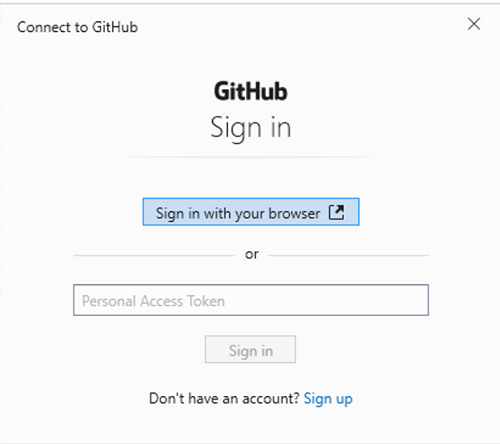 Connect to GitHub
GitHub
Sign in
Sign in with your browser
or
Personal Access Token
Sign in
Don't have an account? Sign up